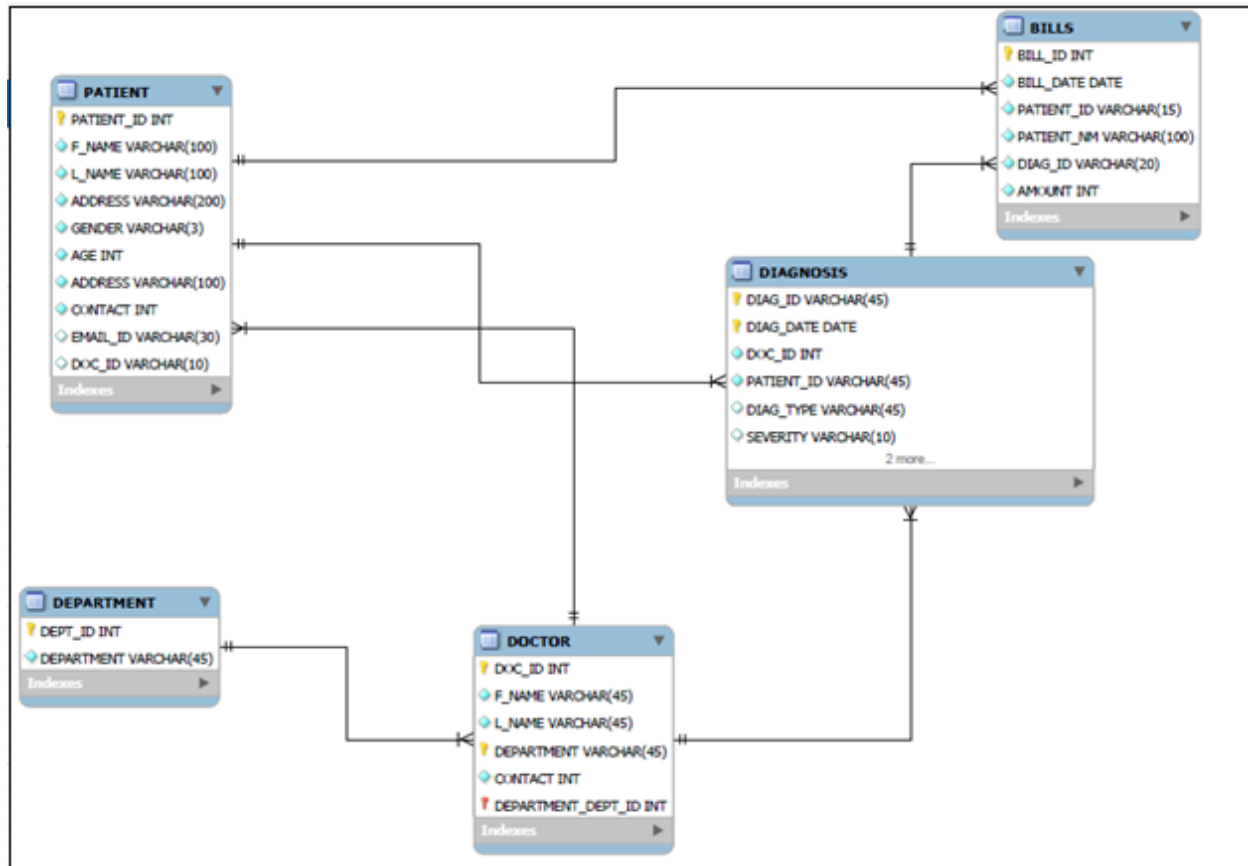 PATIENT
PATIENT_ID INT
F_NAME VARCHAR(100)
L_NAME VARCHAR(100)
ADDRESS VARCHAR(200)
GENDER VARCHAR(3)
AGE INT
ADDRESS VARCHAR(100)
CONTACT INT
EMAIL_ID VARCHAR(30)
DOC_ID VARCHAR(10)
Indexes
BILLS
BILL_ID INT
BILL_DATE DATE
PATIENT_ID VARCHAR(15)
PATIENT_NM VARCHAR(100)
DIAG_ID VARCHAR(20)
AMOUNT INT
Indexes
DIAGNOSIS
DIAG_ID VARCHAR(45)
DIAG_DATE DATE
DOC_ID INT
PATIENT_ID VARCHAR(45)
DIAG_TYPE VARCHAR(45)
SEVERITY VARCHAR(10)
2 more...
Indexes
DEPARTMENT
DEPT_ID INT
DEPARTMENT VARCHAR(45)
Indexes
DOCTOR
DOC_ID INT
F_NAME VARCHAR(45)
L_NAME VARCHAR(45)
DEPARTMENT VARCHAR(45)
CONTACT INT
DEPARTMENT_DEPT_ID INT
Indexes